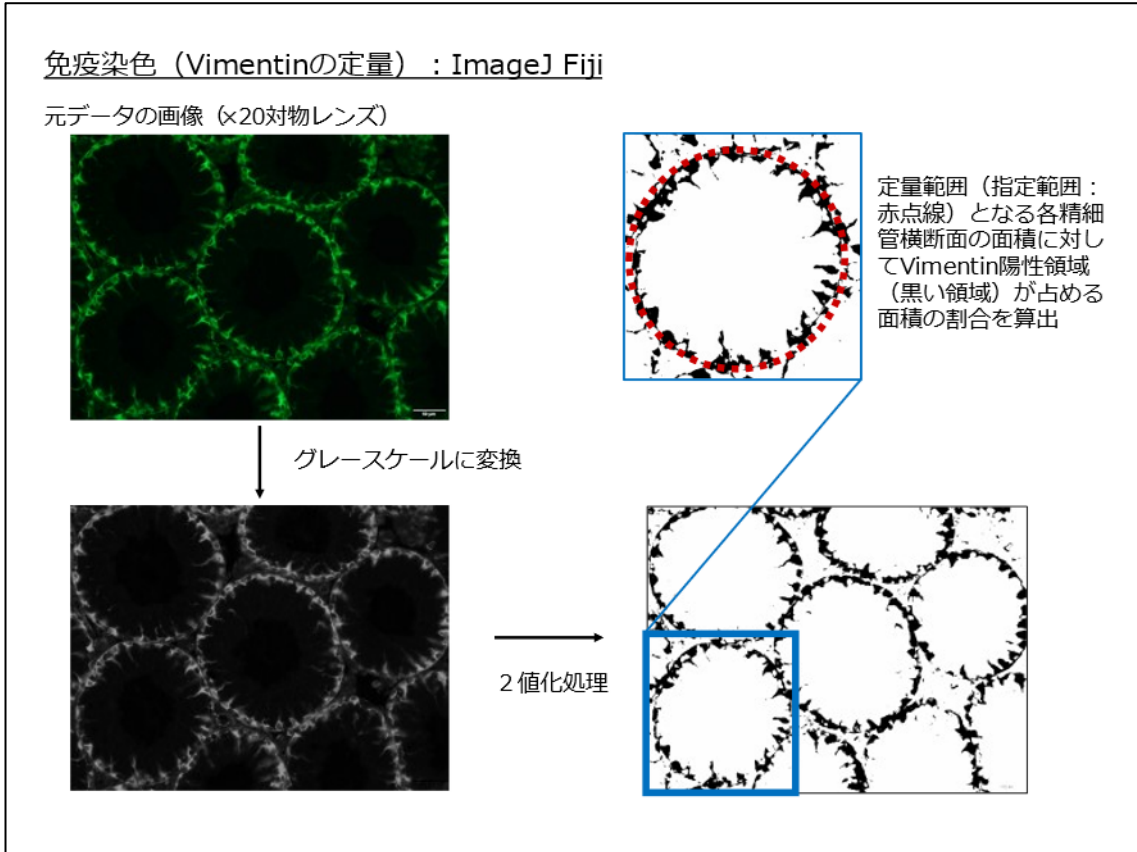 免疫染色（Vimentinの定量）：ImageJ Fiji
元データの画像（×20対物レンズ）
定量範囲（指定範囲：
赤点線）となる各精細
管横断面の面積に対し
てVimentin陽性領域
（黒い領域）が占める
面積の割合を算出
グレースケールに変換
２値化処理